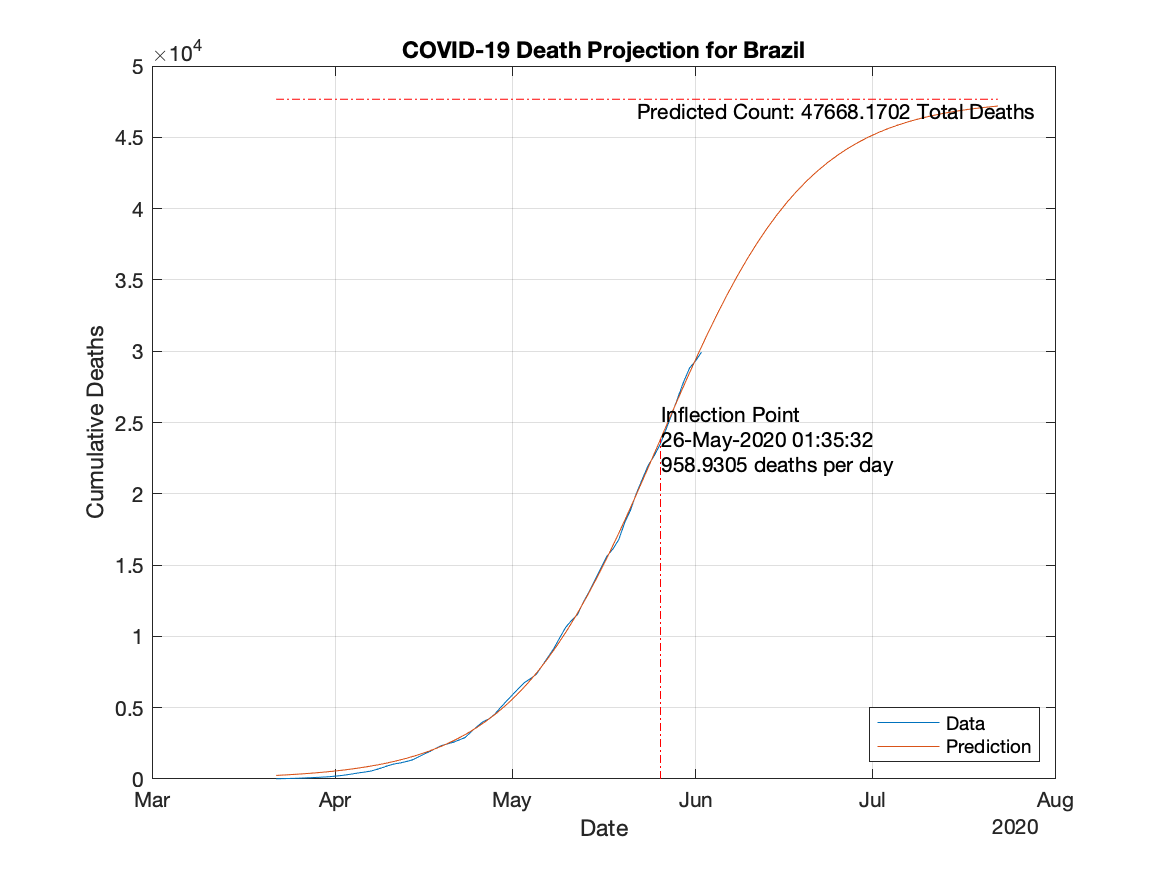 COVID-19 Death Projection for Brazil
×10^4
5
Predicted Count: 47668.1702 Total Deaths
4.5
4
3.5
3
Inflection Point
2.5
26-May-2020 01:35:32
958.9305 deaths per day
2
1.5
1
0.5
0
Cumulative Deaths
Data
Prediction
Mar Apr May Jun Jul Aug
Date
2020